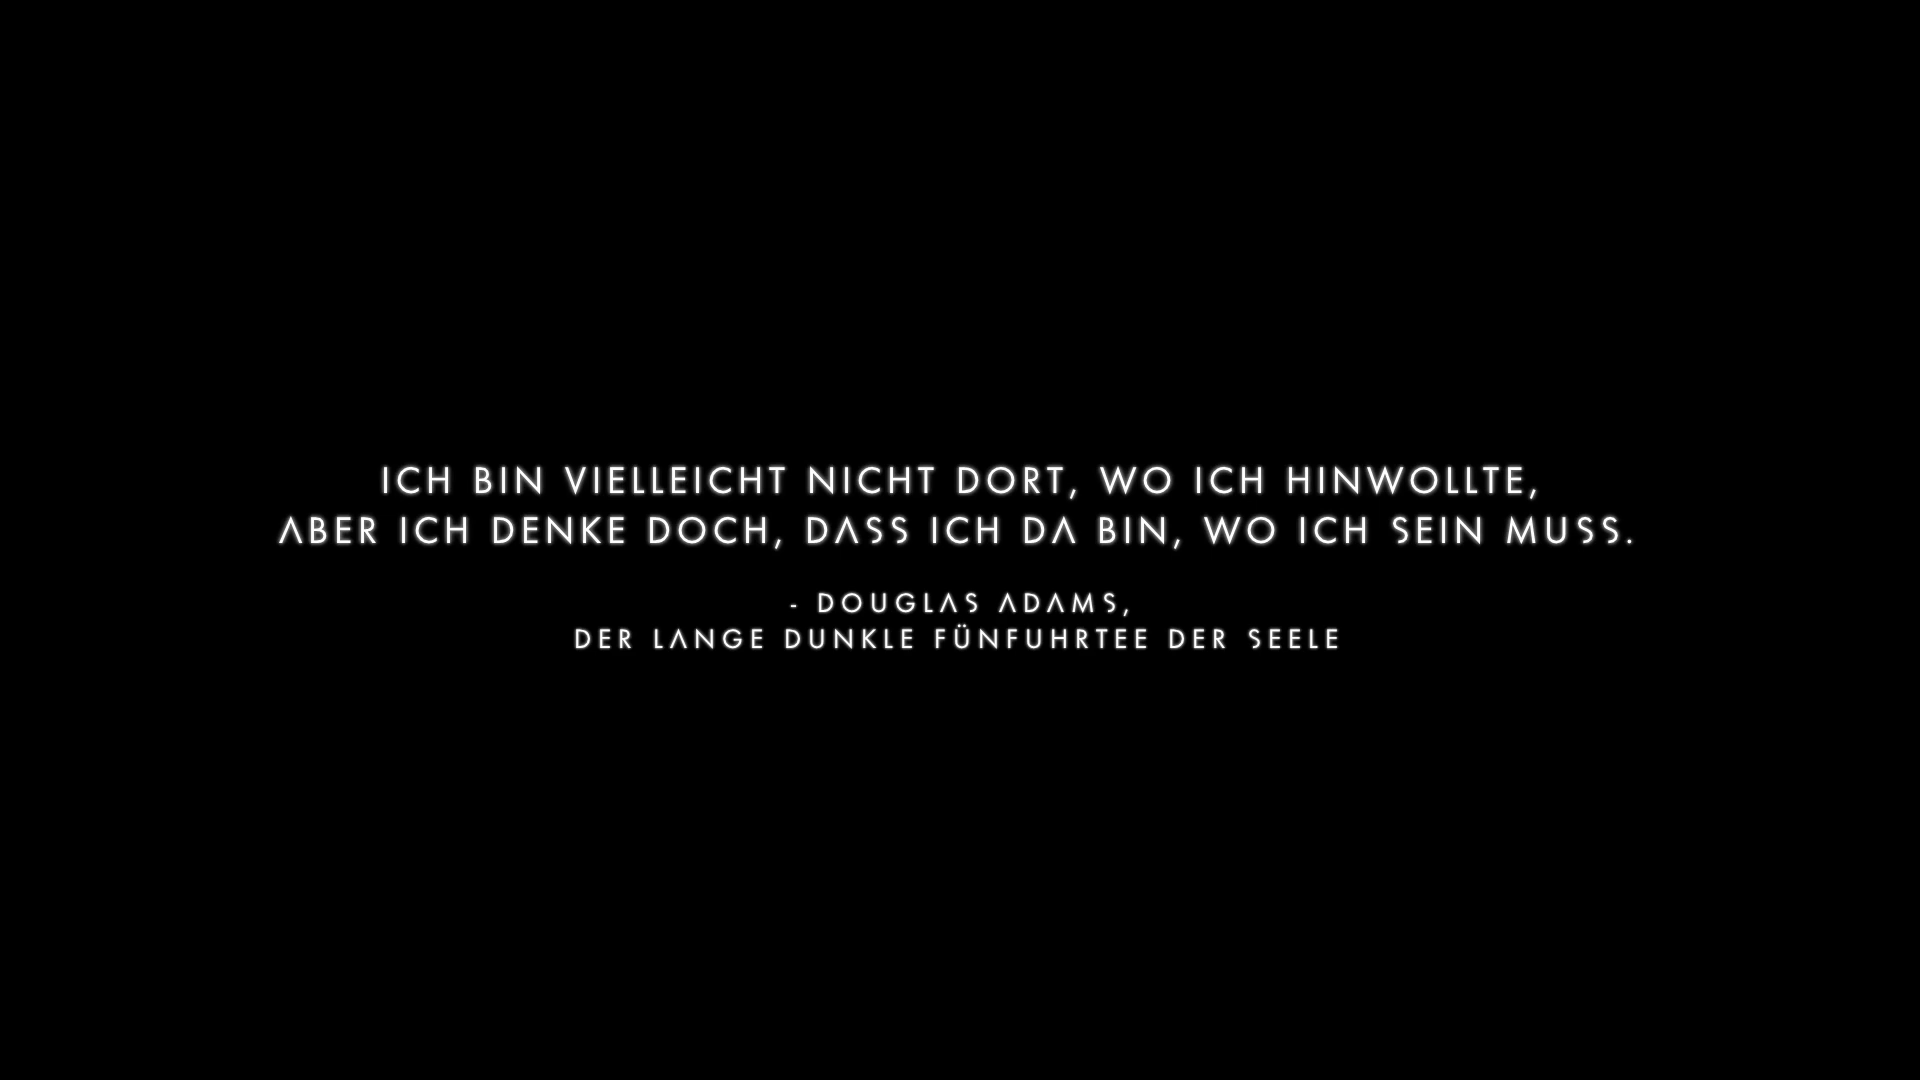 ICH BIN VIELLEICHT NICHT DORT, WO ICH HINWOLLTE,
ABER ICH DENKE DOCH, DASS ICH DA BIN, WO ICH SEIN MUSS.
- DOUGLAS ADAMS,
DER LANGE DUNKLE FÜNFUHRTEE DER SEELE